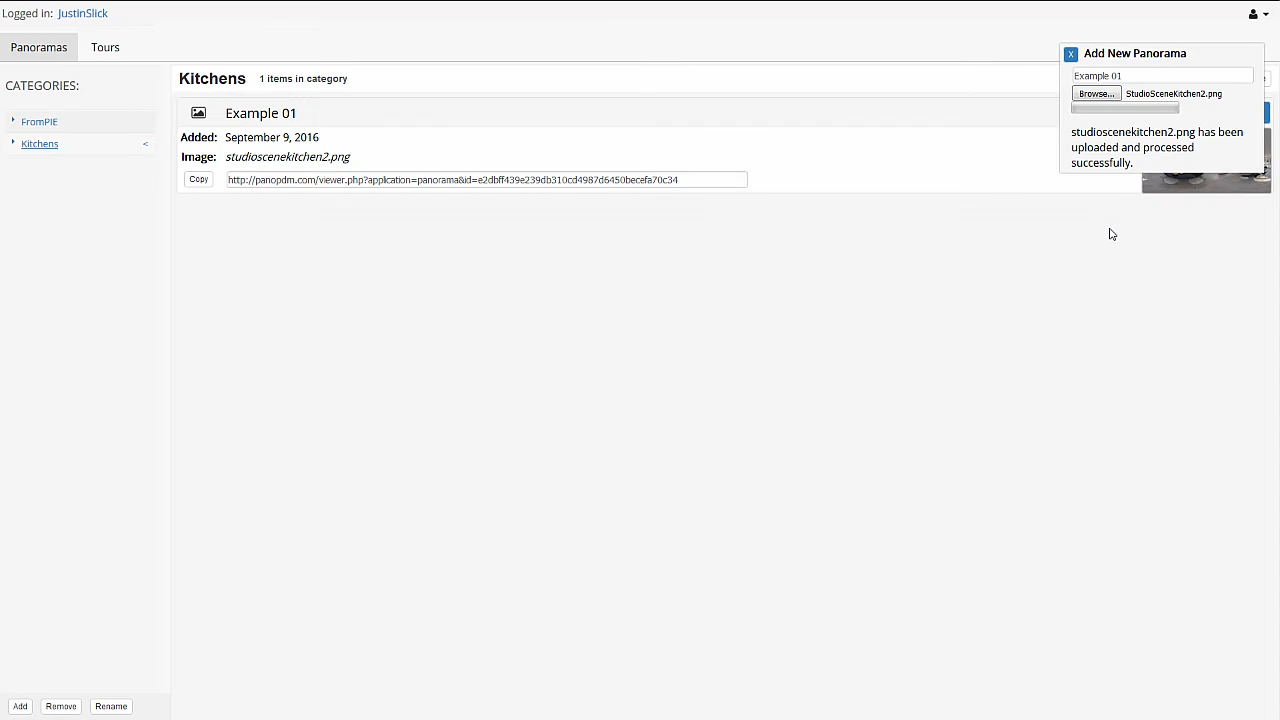 Logged in: JustinSlick
Panoramas
Tours
CATEGORIES:
FromPIE
Kitchens <
Add
Remove
Rename
Kitchens 1 items in category
Example 01
Added: September 9, 2016
Image: studioscenekitchen2.png
Copy http://panopdm.com/viewer.php?application=panorama&id=e2dbff439e239db310cd4987d6450becefa70c34
X Add New Panorama
Example 01
Browse... StudioSceneKitchen2.png
studioscenekitchen2.png has been
uploaded and processed
successfully.